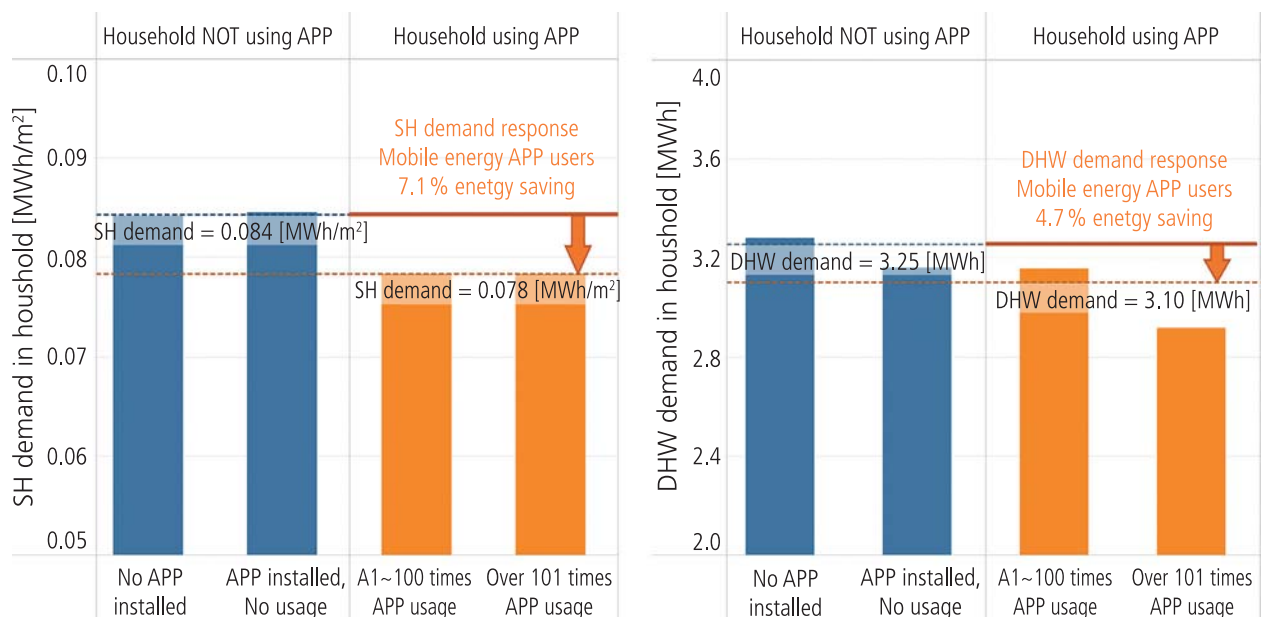 Household NOT using APP
Household using APP
SH demand in houshold [MWh/m²]
0.10
0.09
0.08
0.07
0.06
0.05
SH demand response
Mobile energy APP users
7.1 % enetgy saving
SH demand = 0.084 [MWh/m²]
SH demand = 0.078 [MWh/m²]
No APP
installed
APP installed,
No usage
A1~100 times
APP usage
Over 101 times
APP usage
Household NOT using APP
Household using APP
DHW demand in houshold [MWh]
4.0
3.6
3.2
2.8
2.4
2.0
DHW demand response
Mobile energy APP users
4.7 % enetgy saving
DHW demand = 3.25 [MWh]
DHW demand = 3.10 [MWh]
No APP
installed
APP installed,
No usage
A1~100 times
APP usage
Over 101 times
APP usage